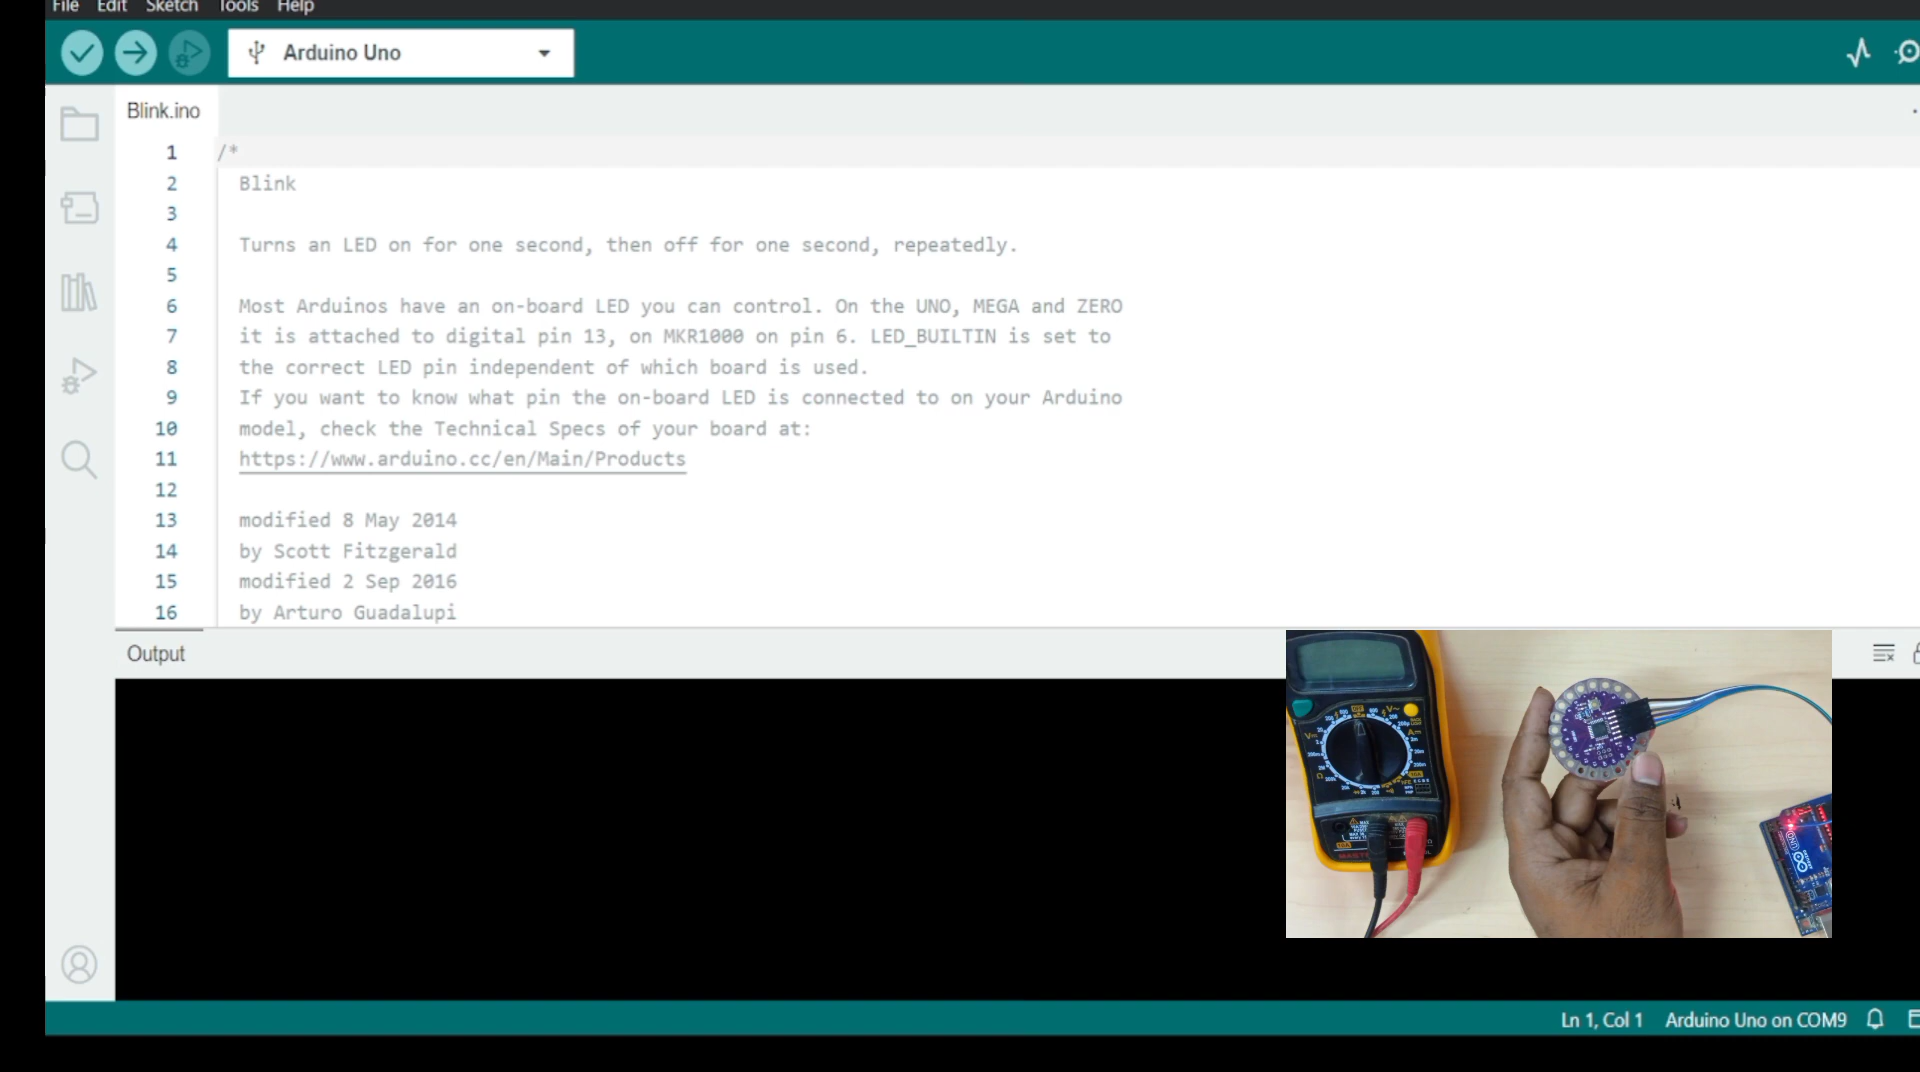 File Edit Sketch Tools Help
Arduino Uno
Blink.ino
1 /*
2 Blink
3
4 Turns an LED on for one second, then off for one second, repeatedly.
5
6 Most Arduinos have an on-board LED you can control. On the UNO, MEGA and ZERO
7 it is attached to digital pin 13, on MKR1000 on pin 6. LED_BUILTIN is set to
8 the correct LED pin independent of which board is used.
9 If you want to know what pin the on-board LED is connected to on your Arduino
10 model, check the Technical Specs of your board at:
11 https://www.arduino.cc/en/Main/Products
12
13 modified 8 May 2014
14 by Scott Fitzgerald
15 modified 2 Sep 2016
16 by Arturo Guadalupi
Output
OFF
UNO
Ln 1, Col 1 Arduino Uno on COM9